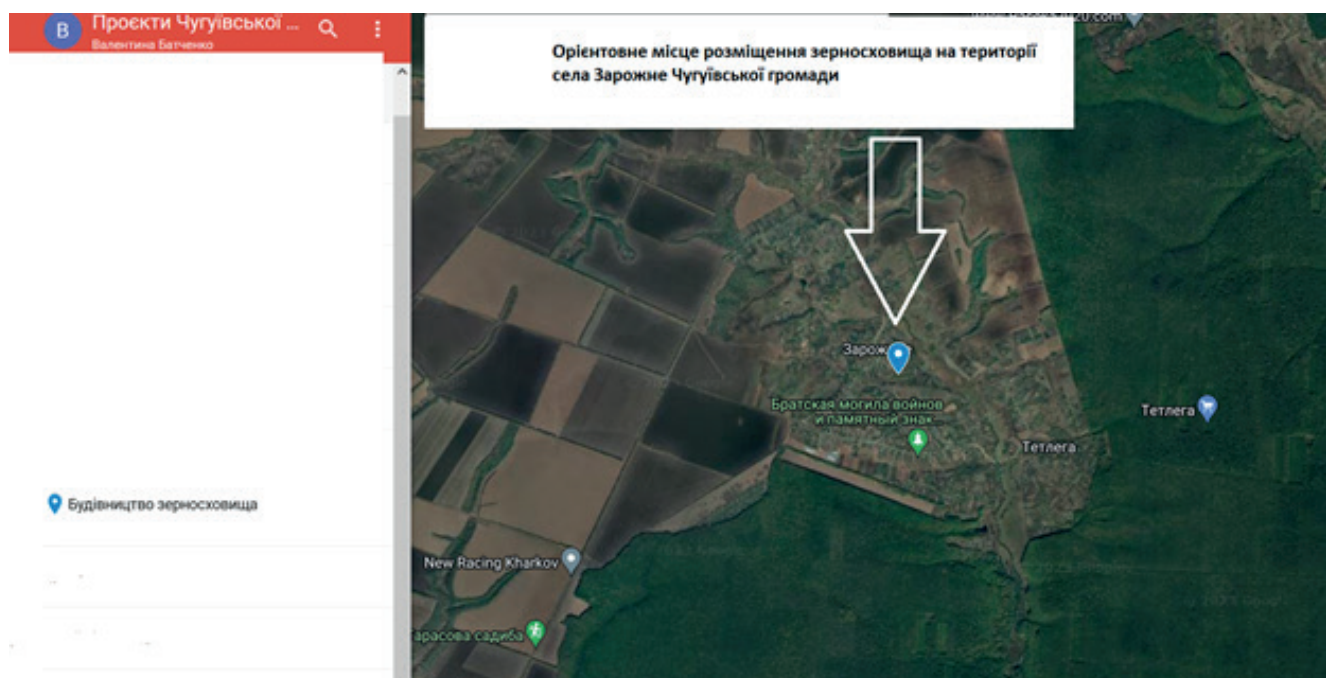 В
Проєкти Чугуївської ...
Валентина Батченко
Орієнтовне місце розміщення зерносховища на території
села Зарожне Чугуївської громади
Братская могила войнов
и памятный знак...
Тетлега
Тетлега
Будівництво зерносховища
New Racing Kharkov
арасова садиба